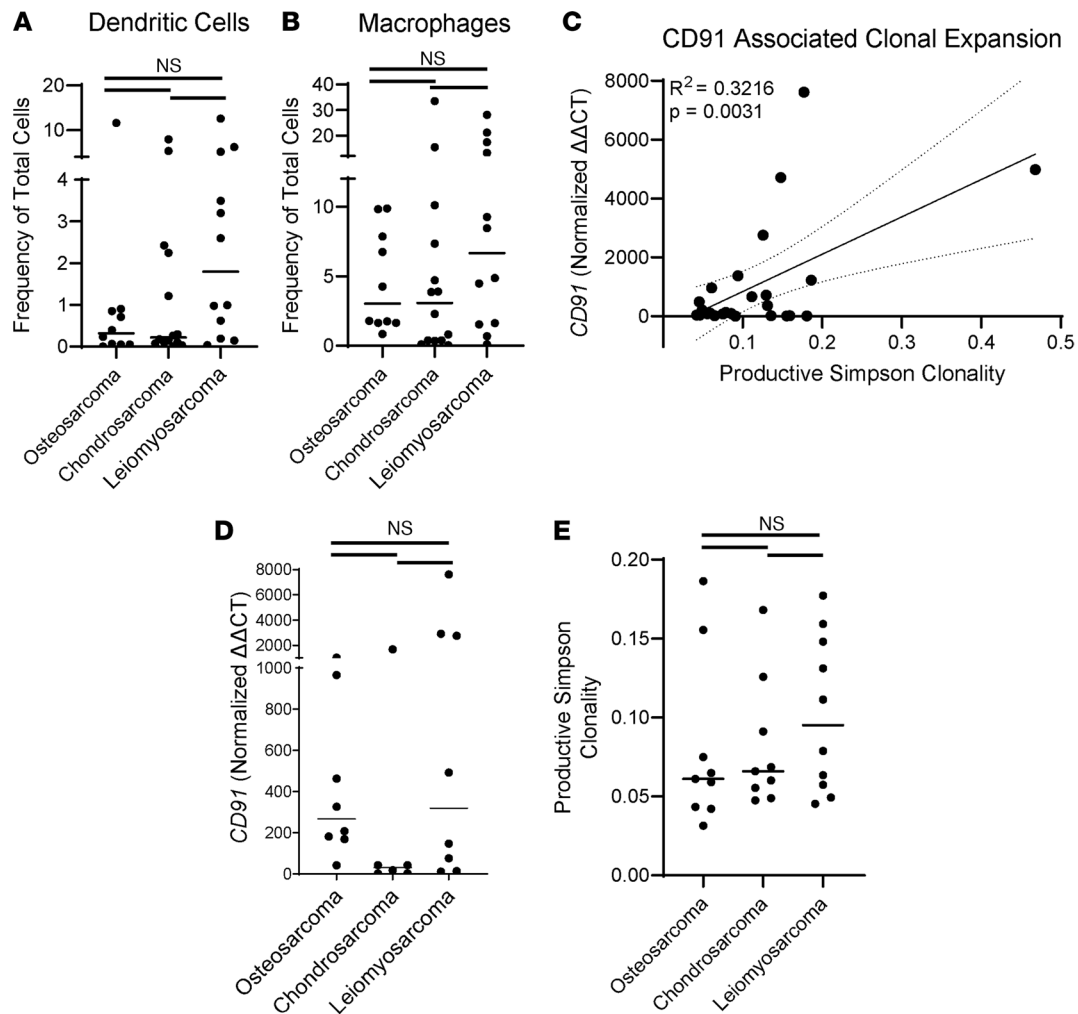 A
Dendritic Cells
NS
Frequency of Total Cells
20
10
4
3
2
1
0
Osteosarcoma
Chondrosarcoma
Leiomyosarcoma
B
Macrophages
NS
Frequency of Total Cells
40
30
20
10
5
0
Osteosarcoma
Chondrosarcoma
Leiomyosarcoma
C
CD91 Associated Clonal Expansion
R2 = 0.3216
p = 0.0031
CD91 (Normalized ΔΔCT)
8000
6000
4000
2000
0
0.1
0.2
0.3
0.4
0.5
Productive Simpson Clonality
D
NS
CD91 (Normalized ΔΔCT)
8000
6000
4000
2000
1000
800
600
400
200
0
Osteosarcoma
Chondrosarcoma
Leiomyosarcoma
E
NS
Productive Simpson
Clonality
0.20
0.15
0.10
0.05
0.00
Osteosarcoma
Chondrosarcoma
Leiomyosarcoma